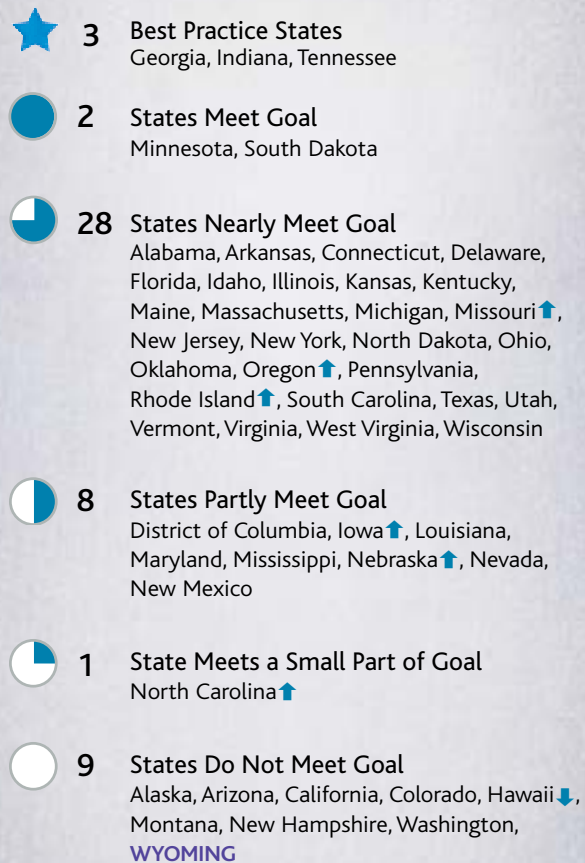 3 Best Practice States
Georgia, Indiana, Tennessee
2 States Meet Goal
Minnesota, South Dakota
28 States Nearly Meet Goal
Alabama, Arkansas, Connecticut, Delaware,
Florida, Idaho, Illinois, Kansas, Kentucky,
Maine, Massachusetts, Michigan, Missouri⬆,
New Jersey, New York, North Dakota, Ohio,
Oklahoma, Oregon⬆, Pennsylvania,
Rhode Island⬆, South Carolina, Texas, Utah,
Vermont, Virginia, West Virginia, Wisconsin
8 States Partly Meet Goal
District of Columbia, Iowa⬆, Louisiana,
Maryland, Mississippi, Nebraska⬆, Nevada,
New Mexico
1 State Meets a Small Part of Goal
North Carolina⬆
9 States Do Not Meet Goal
Alaska, Arizona, California, Colorado, Hawaii⬇,
Montana, New Hampshire, Washington,
WYOMING